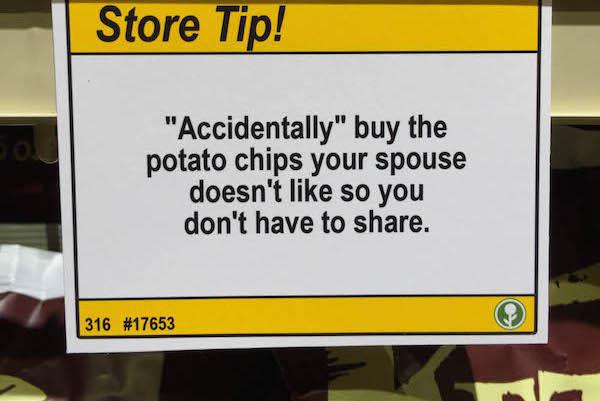 Store Tip!
"Accidentally" buy the
potato chips your spouse
doesn't like so you
don't have to share.
316 #17653